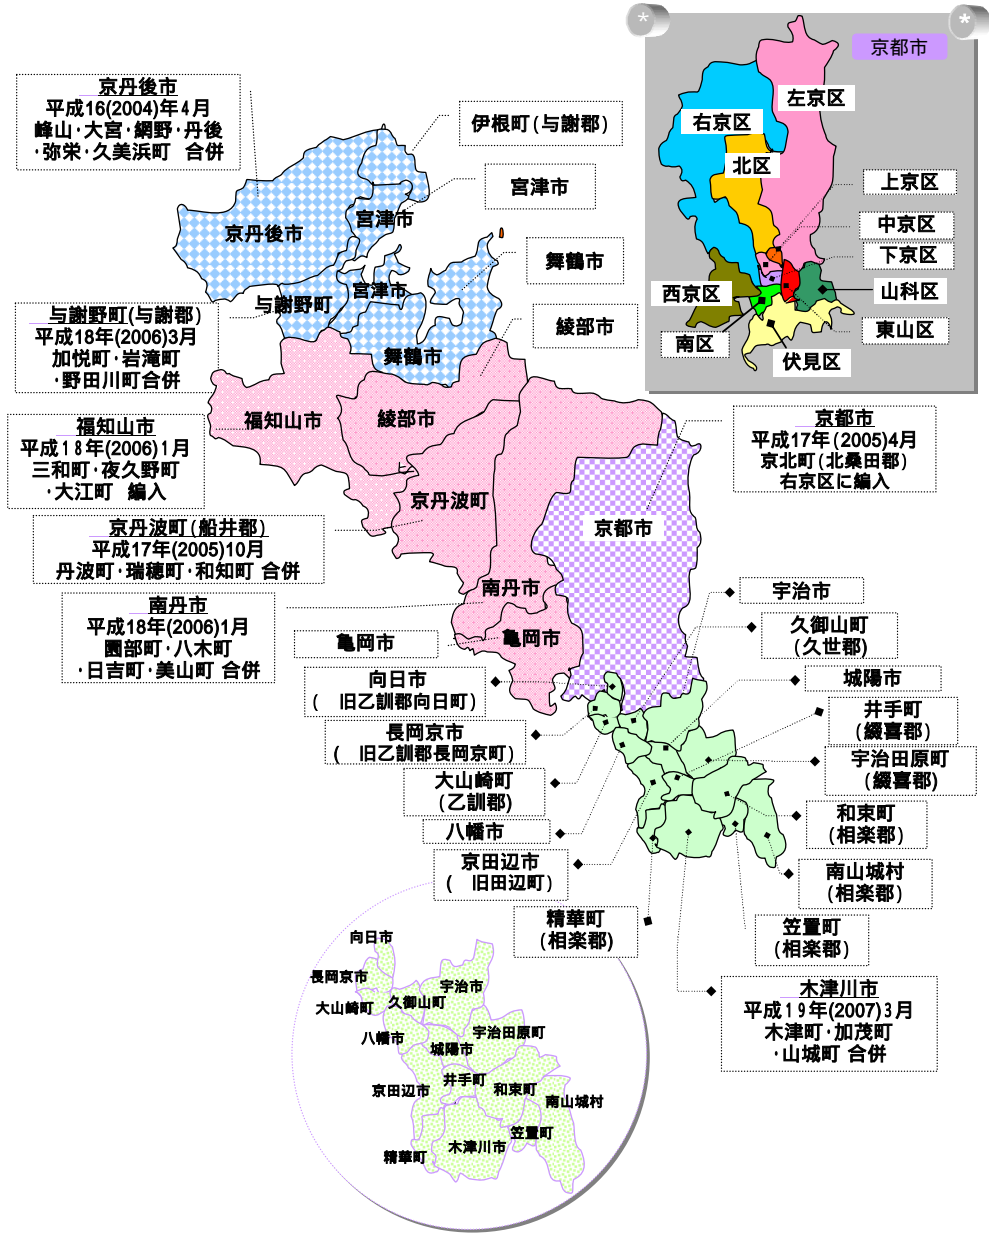 京丹後市
平成16(2004)年4月
峰山・大宮・網野・丹後
・弥栄・久美浜町 合併
伊根町(与謝郡)
宮津市
舞鶴市
綾部市
与謝野町(与謝郡)
平成18年(2006)3月
加悦町・岩滝町
・野田川町合併
福知山市
平成18年(2006)1月
三和町・夜久野町
・大江町 編入
京丹波町(船井郡)
平成17年(2005)10月
丹波町・瑞穂町・和知町 合併
南丹市
平成18年(2006)1月
園部町・八木町
・日吉町・美山町 合併
亀岡市
向日市
( 旧乙訓郡向日町)
長岡京市
( 旧乙訓郡長岡京町)
大山崎町
(乙訓郡)
八幡市
京田辺市
( 旧田辺町)
精華町
(相楽郡)
京丹後市
宮津市
宮津市
与謝野町
舞鶴市
福知山市
綾部市
京丹波町
南丹市
亀岡市
京都市
*
*
京都市
左京区
右京区
北区
上京区
中京区
下京区
山科区
東山区
西京区
南区
伏見区
京都市
平成17年(2005)4月
京北町(北桑田郡)
右京区に編入
宇治市
久御山町
(久世郡)
城陽市
井手町
(綴喜郡)
宇治田原町
(綴喜郡)
和束町
(相楽郡)
南山城村
(相楽郡)
笠置町
(相楽郡)
木津川市
平成19年(2007)3月
木津町・加茂町
・山城町 合併
向日市
長岡京市
大山崎町
久御山町
宇治市
八幡市
城陽市
宇治田原町
京田辺市
井手町
和束町
南山城村
笠置町
木津川市
精華町